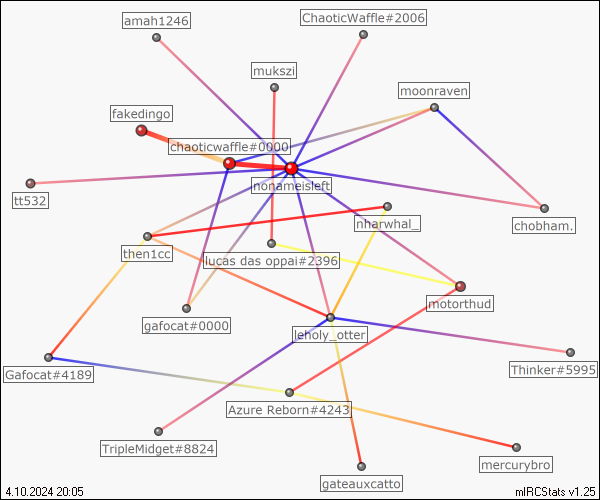 amah1246
ChaoticWaffle#2006
mukszi
moonraven
fakedingo
chaoticwaffle#0000
nonameisleft
tt532
nharwhal_
chobham.
then1cc
lucas das oppai#2396
motorthud
gafocat#0000
leholy_otter
Gafocat#4189
Thinker#5995
Azure Reborn#4243
TripleMidget#8824
mercurybro
gateauxcatto
4.10.2024 20:05
mIRCStats v1.25